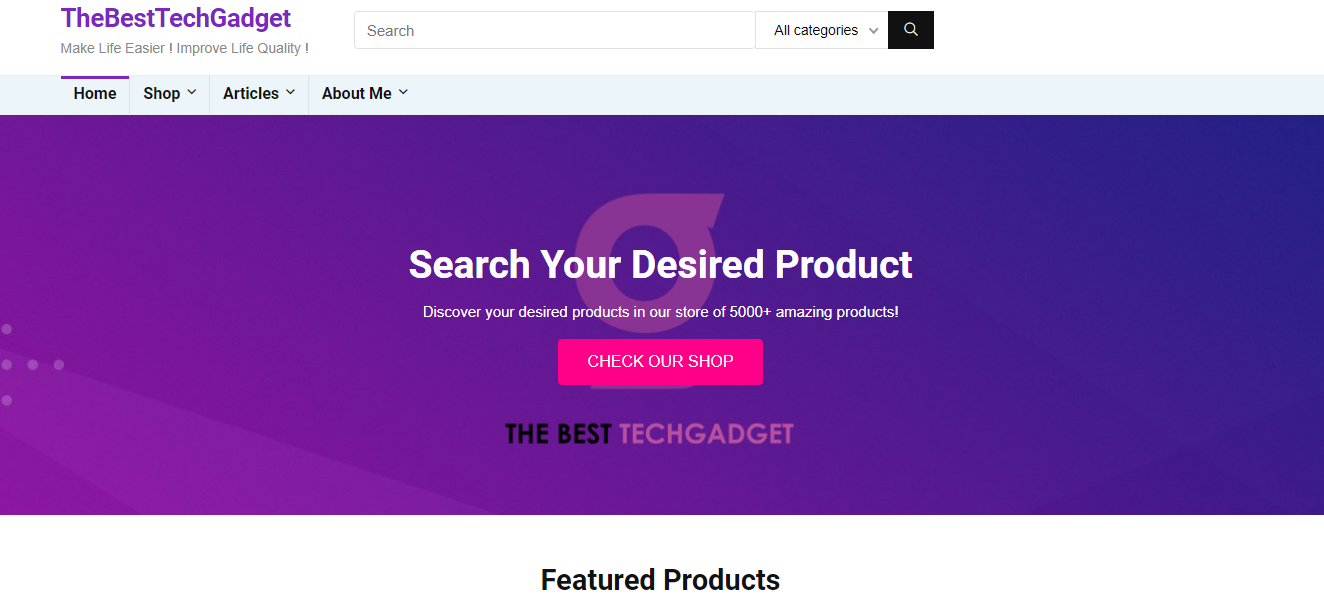 TheBestTechGadget
Make Life Easier ! Improve Life Quality !
Search
All categories
Home
Shop
Articles
About Me
Search Your Desired Product
Discover your desired products in our store of 5000+ amazing products!
CHECK OUR SHOP
THE BEST TECHGADGET
Featured Products